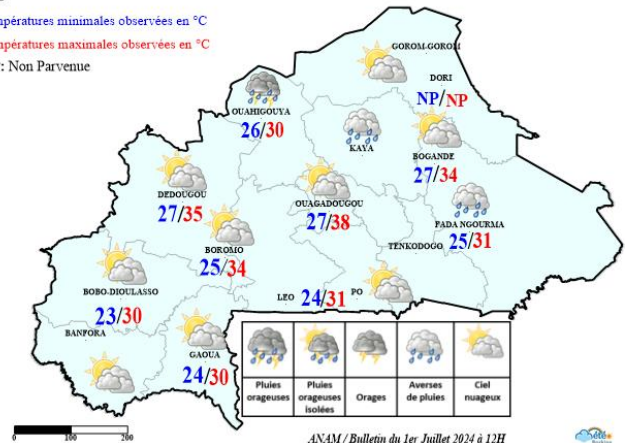 mpératures minimales observées en °C
mpératures maximales observées en °C
: Non Parvenue
GOROM-GOROM
DORI
NP/NP
OUAHIGOUYA
26/30
KAYA
BOGANDE
27/34
DEDOUGOU
27/35
OUAGADOUGOU
27/38
FADA NGOURMA
25/31
BOROMO
25/34
TENKODOGO
BOBO-DIOULASSO
23/30
LEO 24/31 PO
BANFORA
GAOUA
24/30
Pluies orageuses
Pluies orageuses isolées
Orages
Averses de pluies
Ciel nuageux
0 100 200
ANAM / Bulletin du 1er Juillet 2024 à 12H